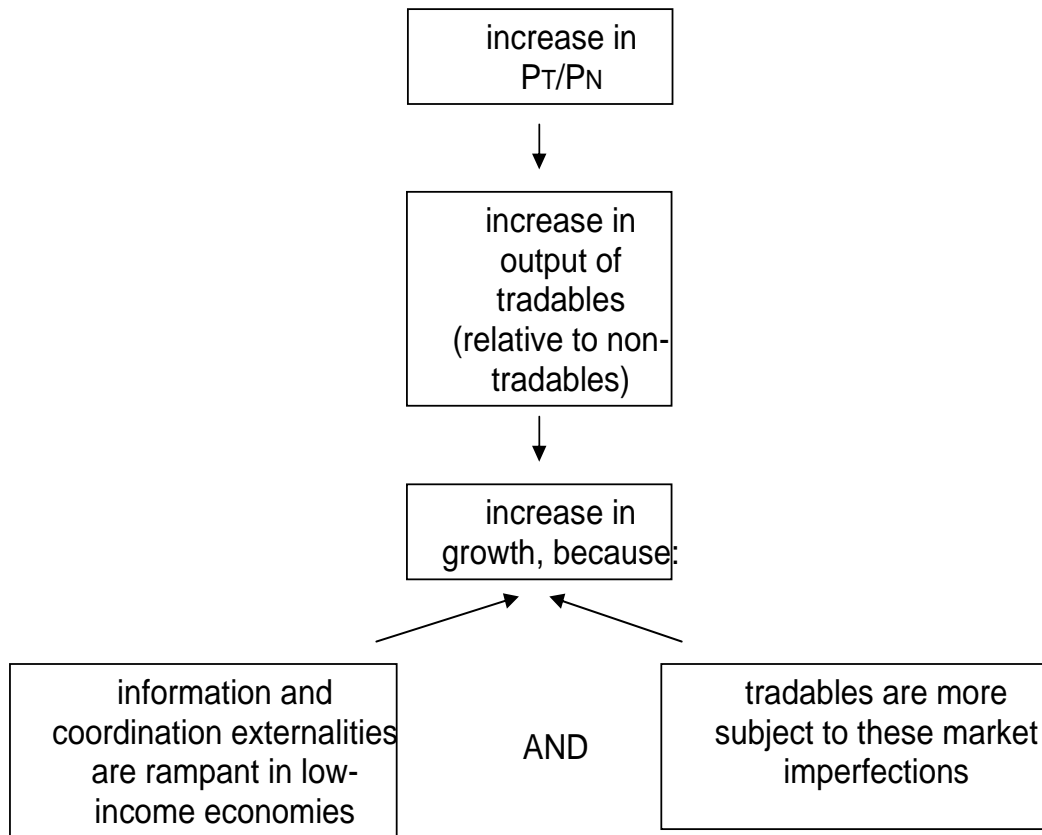 increase in
PT/PN
increase in
output of
tradables
(relative to non-
tradables)
increase in
growth, because:
information and
coordination externalities
are rampant in low-
income economies
AND
tradables are more
subject to these market
imperfections